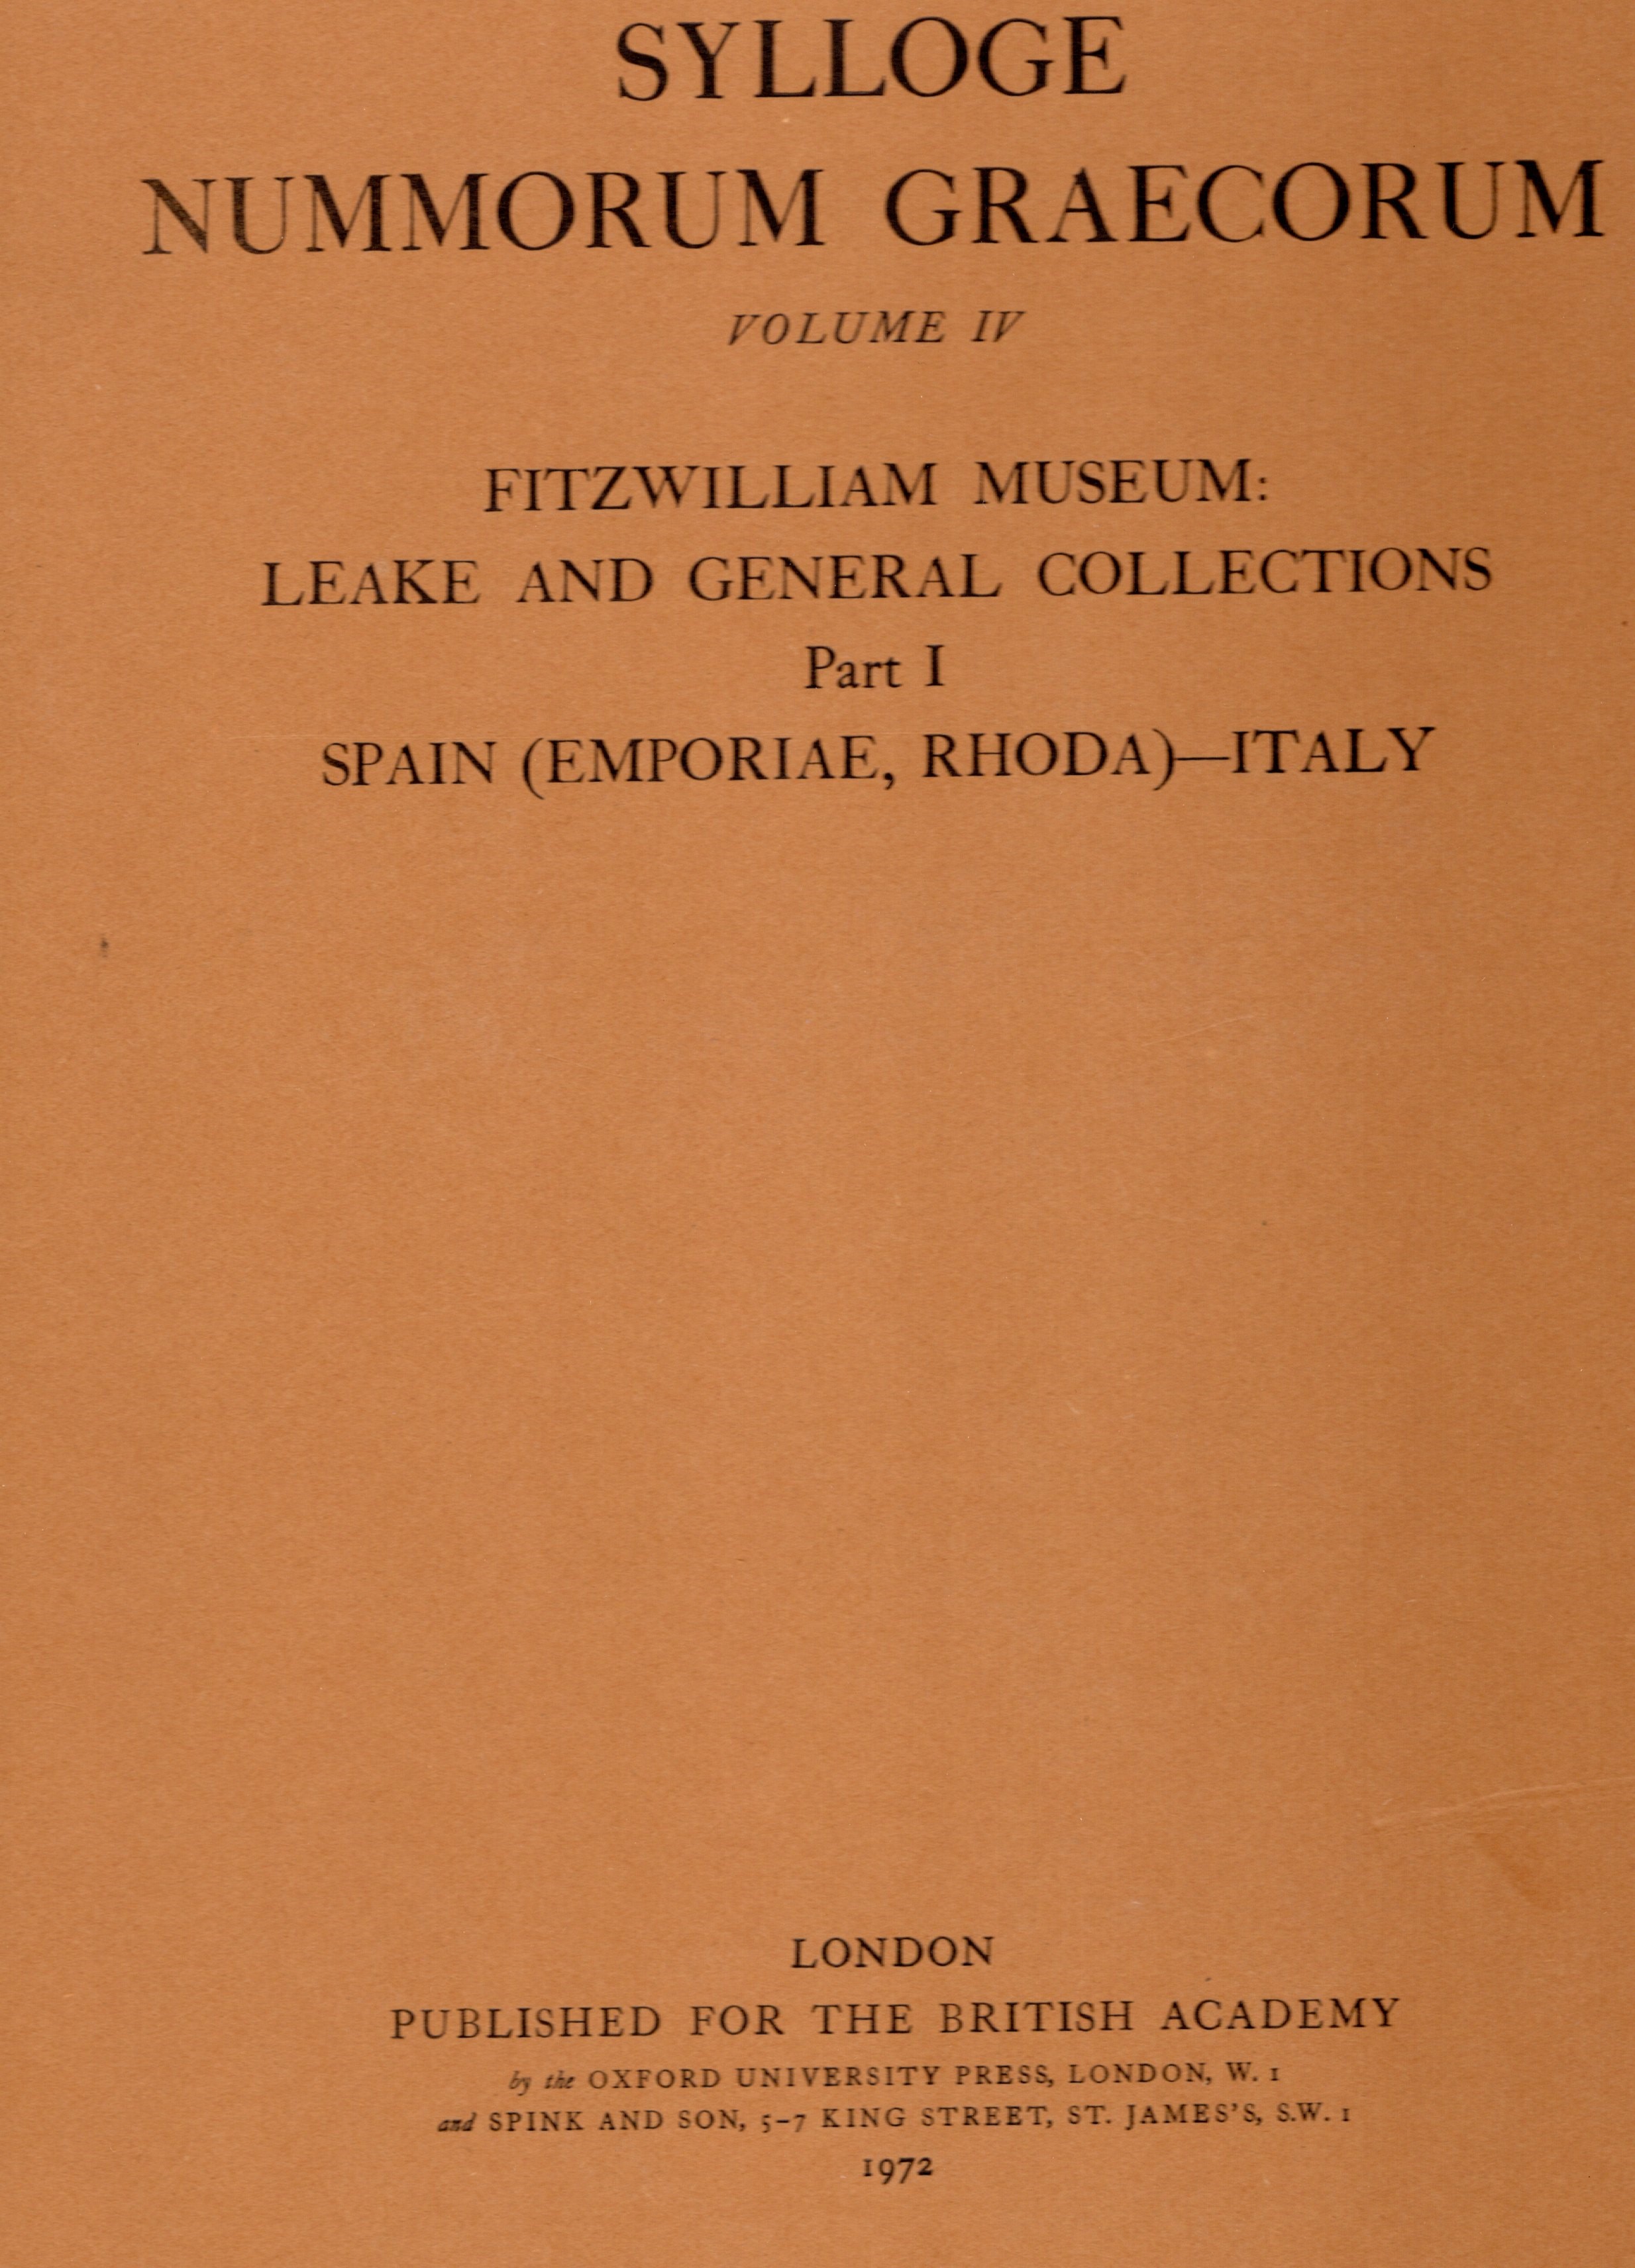 SYLLOGE
NUMMORUM GRAECORUM
VOLUME IV
FITZWILLIAM MUSEUM:
LEAKE AND GENERAL COLLECTIONS
Part I
SPAIN (EMPORIAE, RHODA)—ITALY
LONDON
PUBLISHED FOR THE BRITISH ACADEMY
by the OXFORD UNIVERSITY PRESS, LONDON, W. 1
and SPINK AND SON, 5–7 KING STREET, ST. JAMES'S, S.W. 1
1972